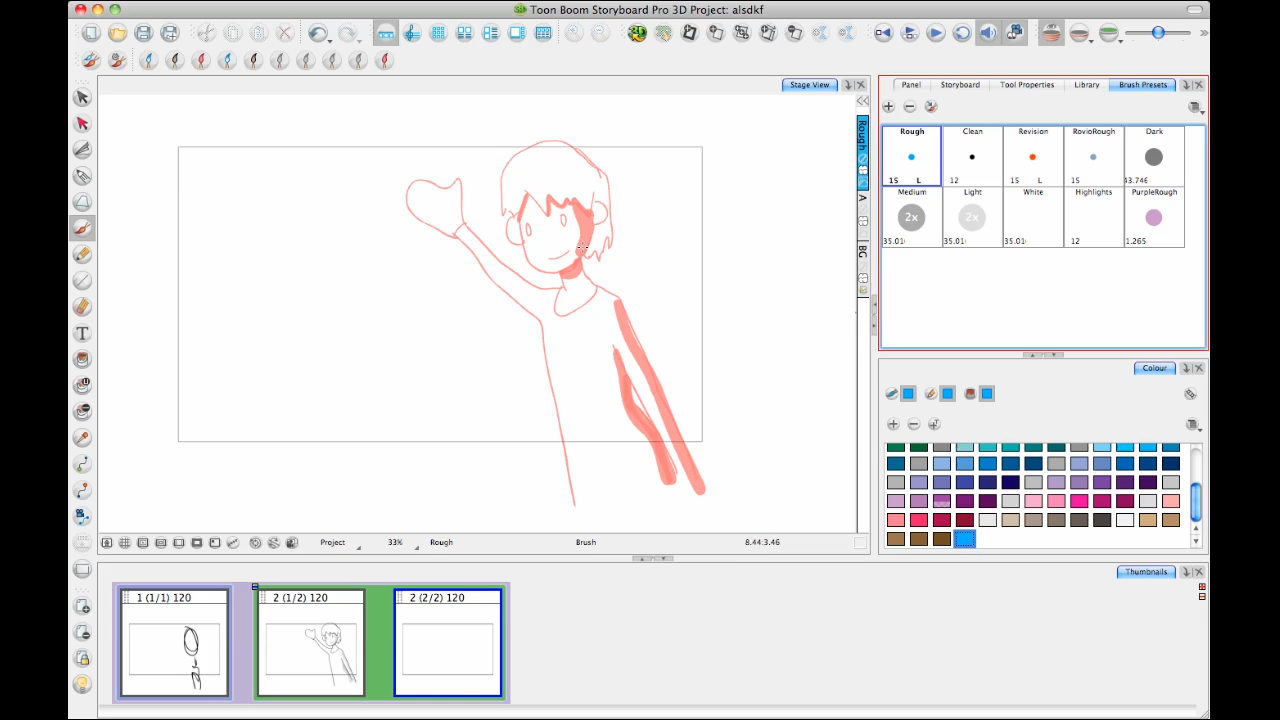 Toon Boom Storyboard Pro 3D Project: alsdkf
Stage View
Panel Storyboard Tool Properties Library Brush Presets
Rough
A
BG
Rough Clean Revision RovioRough Dark
15 L 12 15 L 15
Medium Light White Highlights PurpleRough
2x 2x
35.01 35.01 12 1.265
T
Colour
Project 33% Rough Brush 8.44:3.46
Thumbnails
1 (1/1) 120 2 (1/2) 120 2 (2/2) 120